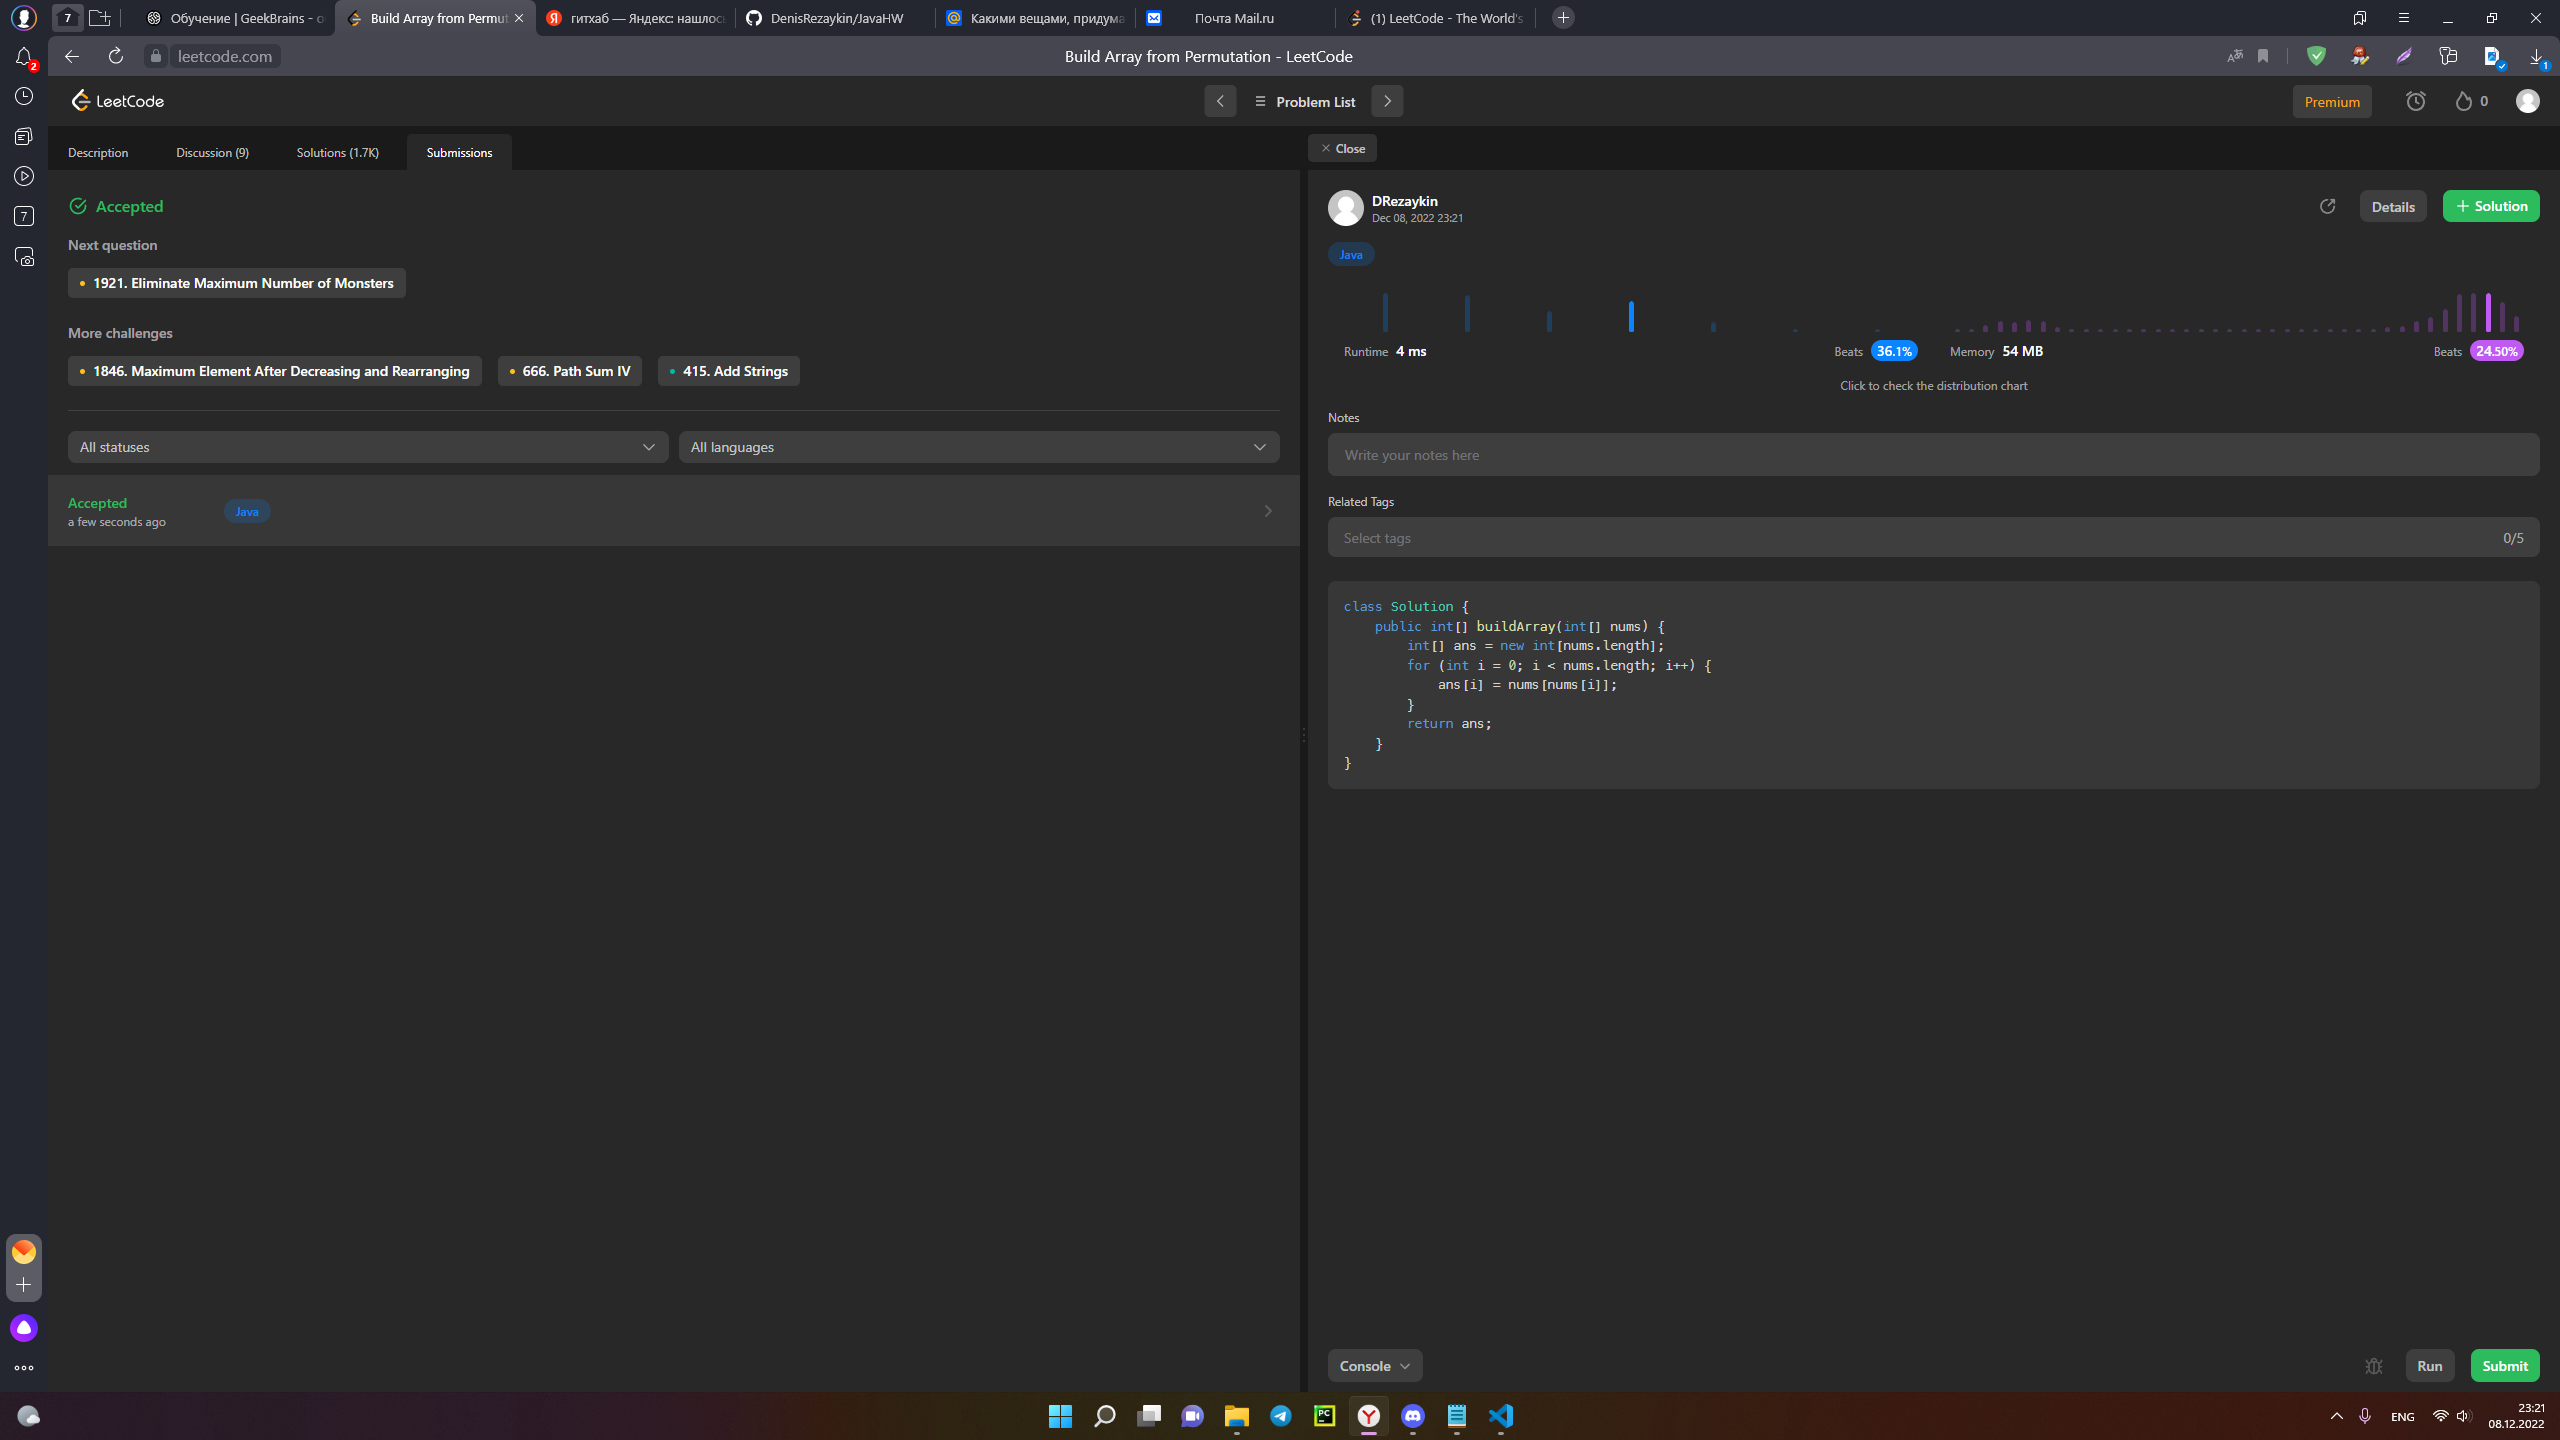 7
Обучение | GeekBrains - о
Build Array from Permut
гитхаб — Яндекс: нашлос
DenisRezaykin/JavaHW
Какими вещами, придума
Почта Mail.ru
(1) LeetCode - The World's
2
leetcode.com
Build Array from Permutation - LeetCode
1
LeetCode
Problem List
Premium
0
7
Description
Discussion (9)
Solutions (1.7K)
Submissions
Close
Accepted
Next question
1921. Eliminate Maximum Number of Monsters
More challenges
1846. Maximum Element After Decreasing and Rearranging
666. Path Sum IV
415. Add Strings
All statuses
All languages
Accepted
a few seconds ago
Java
DRezaykin
Dec 08, 2022 23:21
Details
+ Solution
Java
Runtime 4 ms
Beats 36.1%
Memory 54 MB
Beats 24.50%
Click to check the distribution chart
Notes
Write your notes here
Related Tags
Select tags
0/5
class Solution {
    public int[] buildArray(int[] nums) {
        int[] ans = new int[nums.length];
        for (int i = 0; i < nums.length; i++) {
            ans[i] = nums[nums[i]];
        }
        return ans;
    }
}
Console
Run
Submit
PC
ENG
23:21
08.12.2022